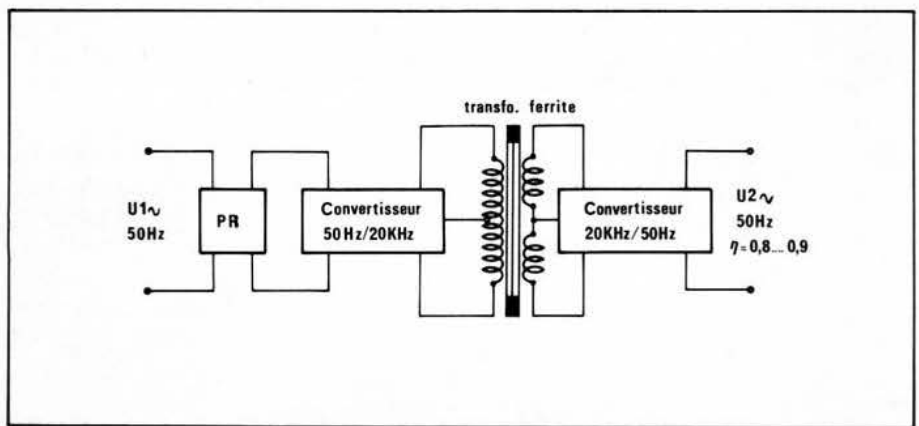 transfo. ferrite
U1~
50Hz
PR
Convertisseur
50Hz/20KHz
Convertisseur
20KHz/50Hz
U2~
50Hz
η=0,8....0,9